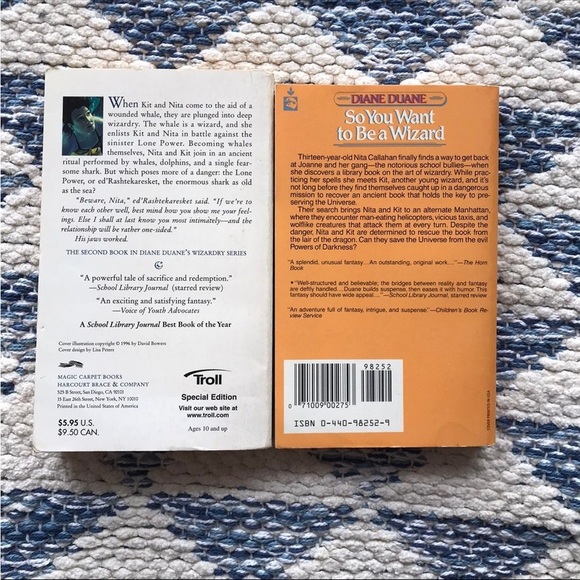 When Kit and Nita come to the aid of a
wounded whale, they are plunged into deep
wizardry. The whale is a wizard, and she
enlists Kit and Nita in battle against the
sinister Lone Power. Becoming whales
themselves, Nita and Kit join in an ancient
ritual performed by whales, dolphins, and a single fear-
some shark. But which poses more of a danger: the Lone
Power, or ed'Rashtekaresket, the enormous shark as old
as the sea?
"Beware, Nita," ed'Rashtekaresket said. "If we're to
know each other well, best mind how you show me your feel-
ings. Else I shall at last know you most intimately—and the
relationship will be rather one-sided."
His jaws worked.
THE SECOND BOOK IN DIANE DUANE'S WIZARDRY SERIES
"A powerful tale of sacrifice and redemption."
—School Library Journal (starred review)
"An exciting and satisfying fantasy."
—Voice of Youth Advocates
A School Library Journal Best Book of the Year
Cover illustration copyright © 1996 by David Bowers
Cover design by Lisa Peters
MAGIC CARPET BOOKS
HARCOURT BRACE & COMPANY
525 B Street, San Diego, CA 92101
15 East 26th Street, New York, NY 10010
Printed in the United States of America
$5.95 U.S.
$9.50 CAN.
Troll
Special Edition
Visit our web site at
www.troll.com
Ages 10 and up
DIANE DUANE
So You Want
to Be a Wizard
Thirteen-year-old Nita Callahan finally finds a way to get back
at Joanne and her gang—the notorious school bullies—when
she discovers a library book on the art of wizardry. While prac-
ticing her spells she meets Kit, another young wizard, and it's
not long before they find themselves caught up in a dangerous
mission to recover an ancient book that holds the key to pre-
serving the Universe.
Their search brings Nita and Kit to an alternate Manhattan,
where they encounter man-eating helicopters, vicious taxis, and
wolflike creatures that attack them at every turn. Despite the
danger, Nita and Kit are determined to rescue the book from
the lair of the dragon. Can they save the Universe from the evil
Powers of Darkness?
"A splendid, unusual fantasy...An outstanding, original work...."—The Horn
Book
★"Well-structured and believable; the bridges between reality and fantasy
are deftly handled....Duane builds suspense, then eases it with humor. This
fantasy should have wide appeal...."—School Library Journal, starred review
"An adventure full of fantasy, intrigue, and suspense."—Children's Book Re-
view Service
98252
0 71009 00275
ISBN 0-440-98252-9